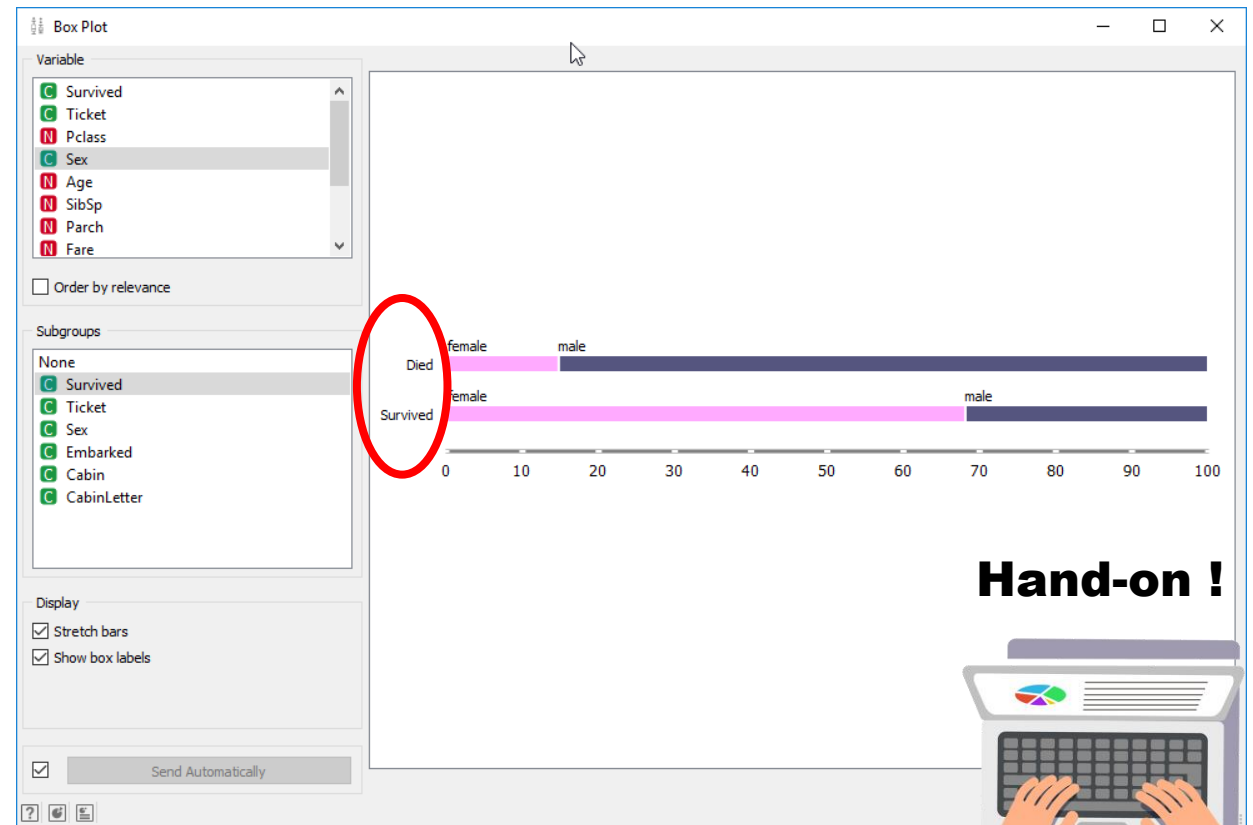 Box Plot
Variable
C Survived
C Ticket
N Pclass
C Sex
N Age
N SibSp
N Parch
N Fare
Order by relevance
Subgroups
None
C Survived
C Ticket
C Sex
C Embarked
C Cabin
C CabinLetter
Display
Stretch bars
Show box labels
Send Automatically
?
female male
Died
female male
Survived
0 10 20 30 40 50 60 70 80 90 100
Hand-on !